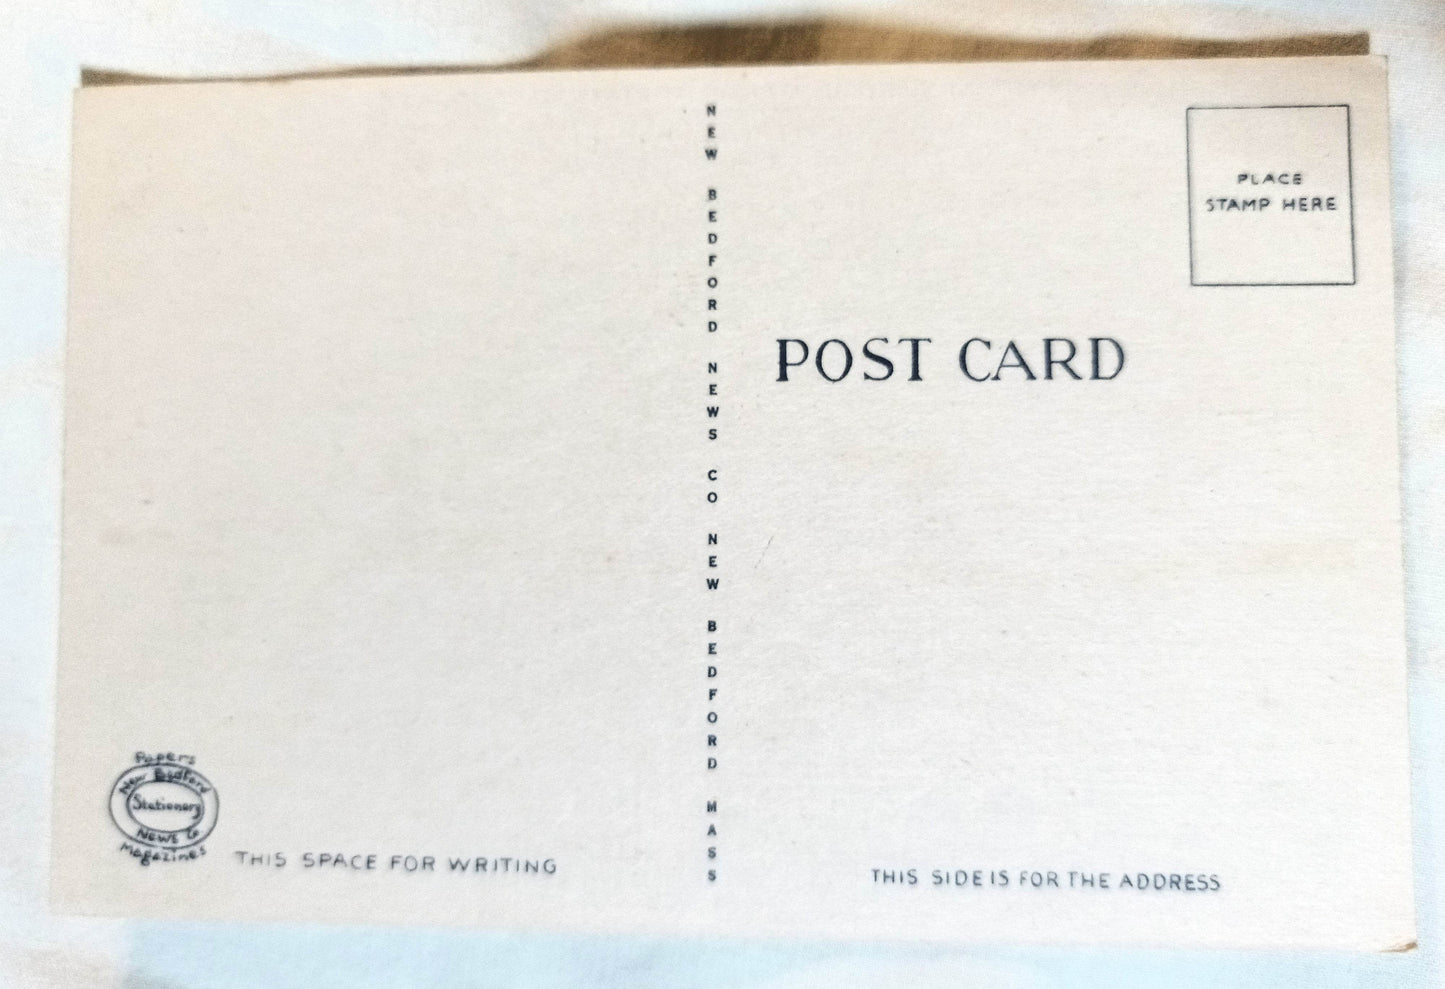 PLACE
STAMP HERE
POST CARD
NEW BEDFORD NEWS CO NEW BEDFORD MASS
Papers
New Bedford
Stationery
News Co
Magazines
THIS SPACE FOR WRITING
THIS SIDE IS FOR THE ADDRESS